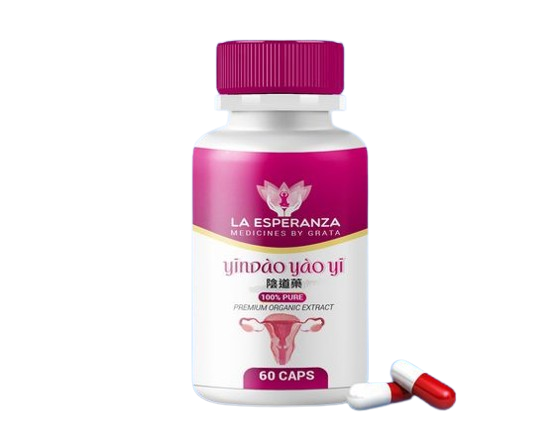 LA ESPERANZA
MEDICINES BY GRATA
yīndào yào yī
陰道藥
100% PURE
PREMIUM ORGANIC EXTRACT
60 CAPS